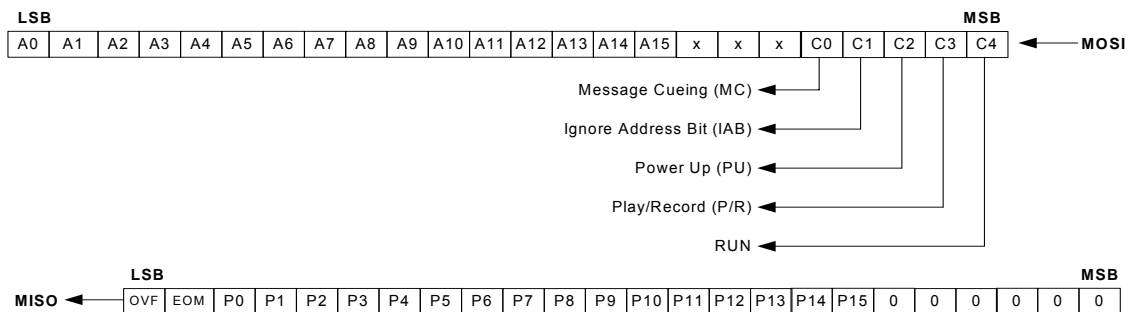 LSB MSB
A0 A1 A2 A3 A4 A5 A6 A7 A8 A9 A10 A11 A12 A13 A14 A15 x x x C0 C1 C2 C3 C4 MOSI
Message Cueing (MC)
Ignore Address Bit (IAB)
Power Up (PU)
Play/Record (P/R)
RUN
LSB MSB
MISO OVF EOM P0 P1 P2 P3 P4 P5 P6 P7 P8 P9 P10 P11 P12 P13 P14 P15 0 0 0 0 0 0